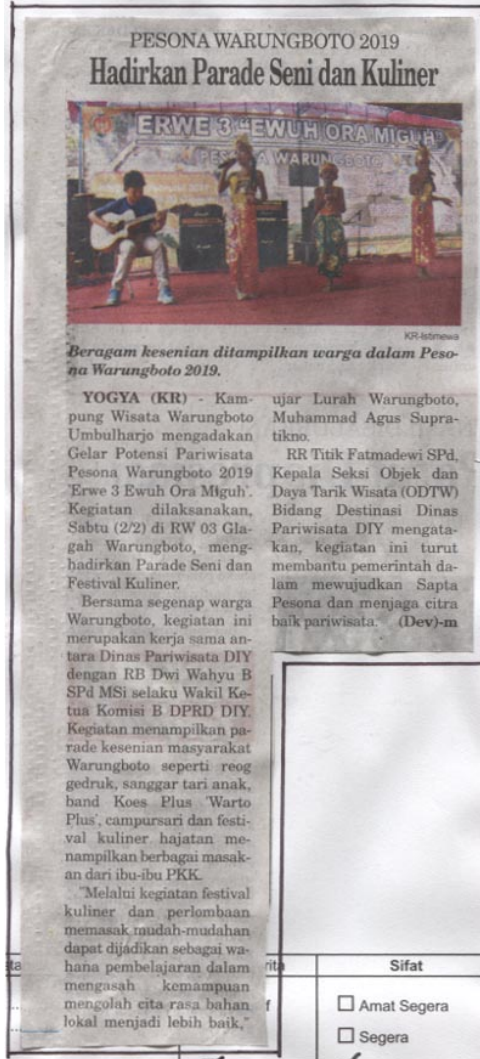 PESONA WARUNGBOTO 2019
Hadirkan Parade Seni dan Kuliner
ERWE 3 "EWUH ORA MIGUH"
PESONA WARUNGBOTO
KR-Istimewa
Beragam kesenian ditampilkan warga dalam Peso-
na Warungboto 2019.
YOGYA (KR) - Kam-
pung Wisata Warungboto
Umbulharjo mengadakan
Gelar Potensi Pariwisata
Pesona Warungboto 2019
'Erwe 3 Ewuh Ora Miguh'.
Kegiatan dilaksanakan,
Sabtu (2/2) di RW 03 Gla-
gah Warungboto, meng-
hadirkan Parade Seni dan
Festival Kuliner.
Bersama segenap warga
Warungboto, kegiatan ini
merupakan kerja sama an-
tara Dinas Pariwisata DIY
dengan RB Dwi Wahyu B
SPd MSi selaku Wakil Ke-
tua Komisi B DPRD DIY.
Kegiatan menampilkan pa-
rade kesenian masyarakat
Warungboto seperti reog
gedruk, sanggar tari anak,
band Koes Plus 'Warto
Plus', campursari dan festi-
val kuliner hajatan me-
nampilkan berbagai masak-
an dari ibu-ibu PKK.
"Melalui kegiatan festival
kuliner dan perlombaan
memasak mudah-mudahan
dapat dijadikan sebagai wa-
hana pembelajaran dalam
mengasah kemampuan
mengolah cita rasa bahan
lokal menjadi lebih baik,"
ujar Lurah Warungboto,
Muhammad Agus Supra-
tikno.
RR Titik Fatmadewi SPd,
Kepala Seksi Objek dan
Daya Tarik Wisata (ODTW)
Bidang Destinasi Dinas
Pariwisata DIY mengata-
kan, kegiatan ini turut
membantu pemerintah da-
lam mewujudkan Sapta
Pesona dan menjaga citra
baik pariwisata. (Dev)-m
Sifat
Amat Segera
Segera